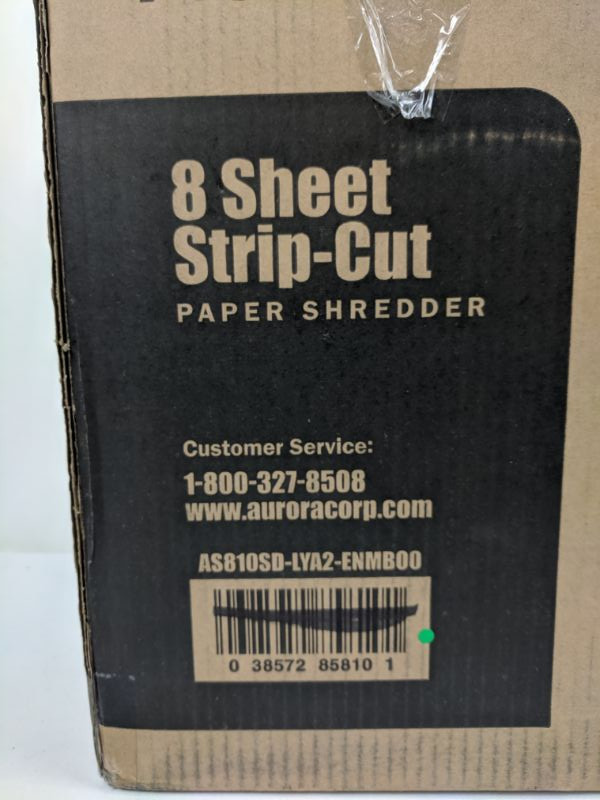 8 Sheet
Strip-Cut
PAPER SHREDDER
Customer Service:
1-800-327-8508
www.auroracorp.com
AS810SD-LYA2-ENMB00
0 38572 85810 1